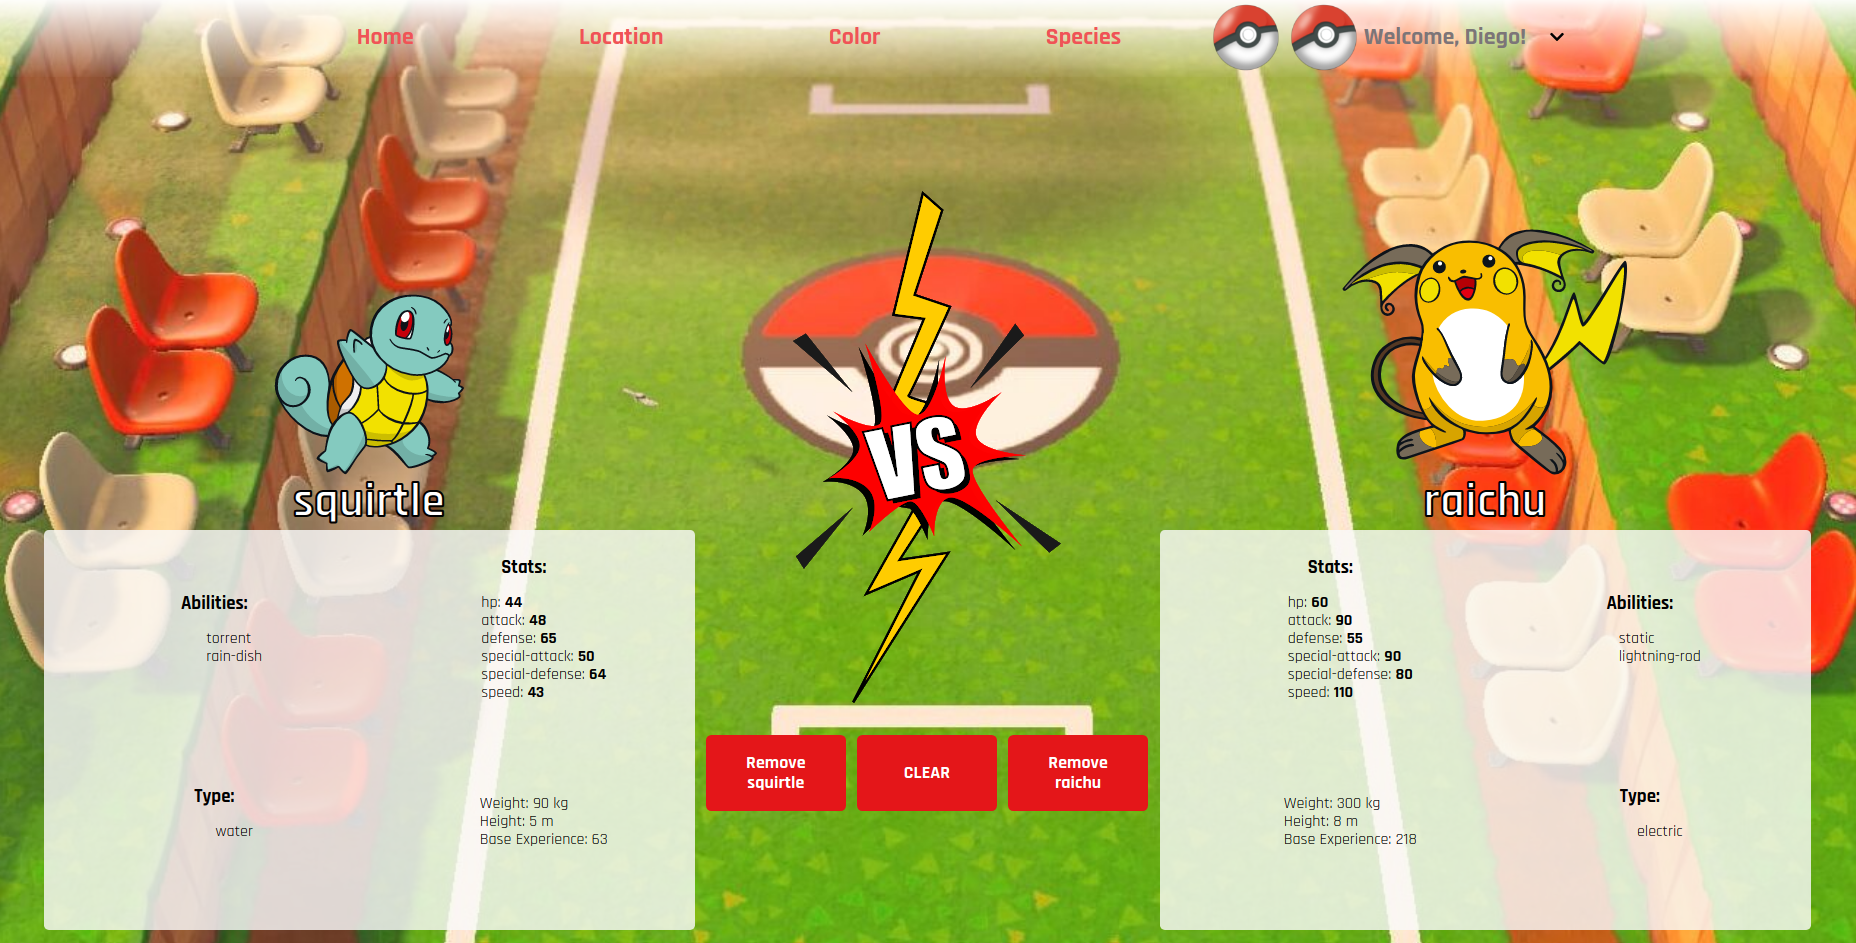 Home
Location
Color
Species
Welcome, Diego!
VS
squirtle
raichu
Abilities:
torrent
rain-dish
Stats:
hp: 44
attack: 48
defense: 65
special-attack: 50
special-defense: 64
speed: 43
Type:
water
Weight: 90 kg
Height: 5 m
Base Experience: 63
Remove
squirtle
CLEAR
Remove
raichu
Stats:
hp: 60
attack: 90
defense: 55
special-attack: 90
special-defense: 80
speed: 110
Abilities:
static
lightning-rod
Weight: 300 kg
Height: 8 m
Base Experience: 218
Type:
electric